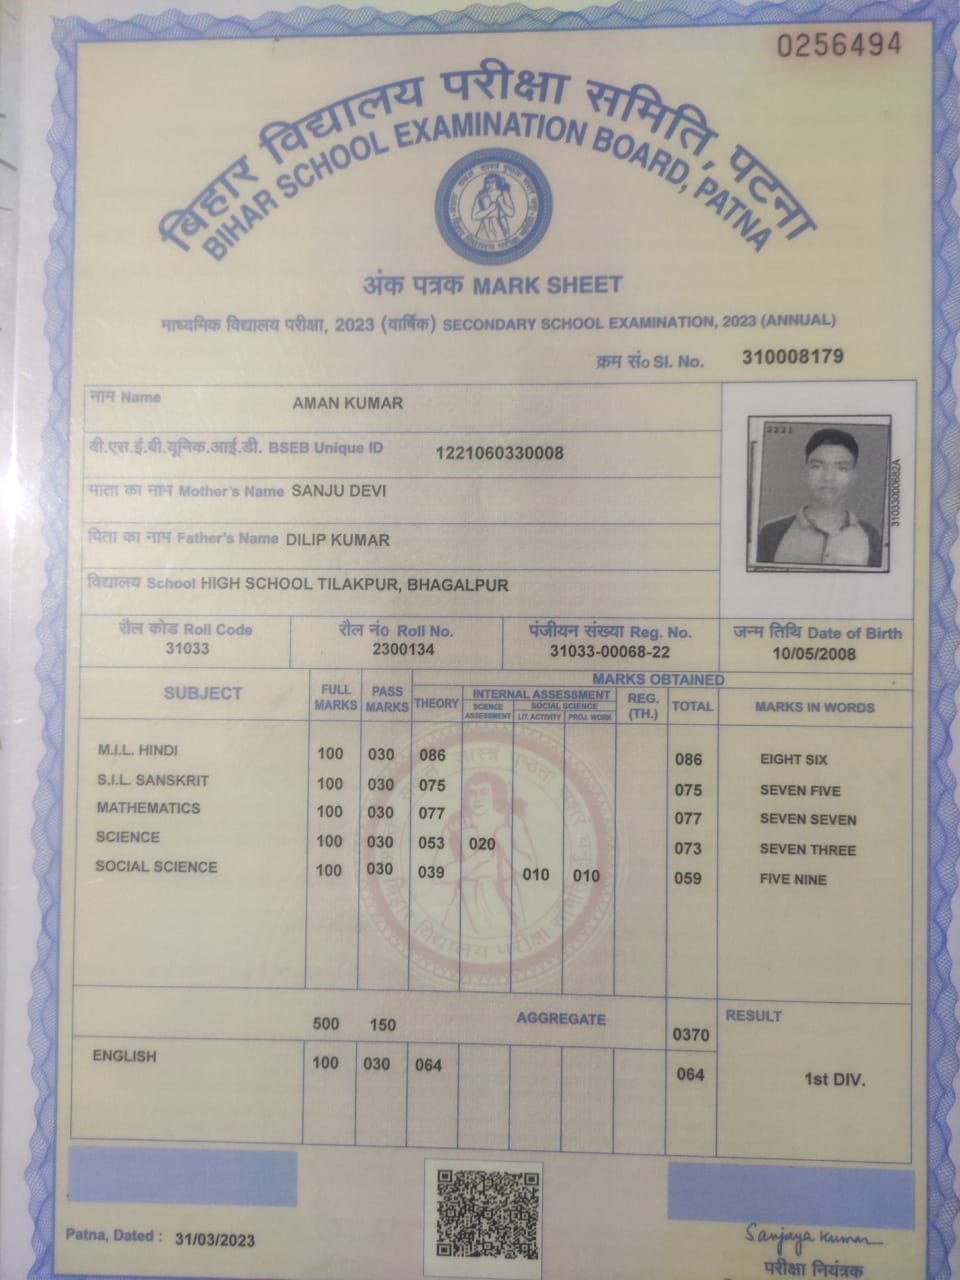 0256494
बिहार विद्यालय परीक्षा समिति, पटना
BIHAR SCHOOL EXAMINATION BOARD, PATNA
अंक पत्रक MARK SHEET
माध्यमिक विद्यालय परीक्षा, 2023 (वार्षिक) SECONDARY SCHOOL EXAMINATION, 2023 (ANNUAL)
क्रम सं० Sl. No. 310008179
नाम Name AMAN KUMAR
बी.एस.ई.बी.यूनिक.आई.डी. BSEB Unique ID 1221060330008
माता का नाम Mother's Name SANJU DEVI
पिता का नाम Father's Name DILIP KUMAR
विद्यालय School HIGH SCHOOL TILAKPUR, BHAGALPUR
2221
31033000682A
रौल कोड Roll Code रौल नं० Roll No. पंजीयन संख्या Reg. No. जन्म तिथि Date of Birth
31033 2300134 31033-00068-22 10/05/2008
MARKS OBTAINED
SUBJECT FULL MARKS PASS MARKS THEORY INTERNAL ASSESSMENT REG. (TH.) TOTAL MARKS IN WORDS
SCIENCE ASSESSMENT SOCIAL SCIENCE
LIT. ACTIVITY PROJ. WORK
M.I.L. HINDI 100 030 086 086 EIGHT SIX
S.I.L. SANSKRIT 100 030 075 075 SEVEN FIVE
MATHEMATICS 100 030 077 077 SEVEN SEVEN
SCIENCE 100 030 053 020 073 SEVEN THREE
SOCIAL SCIENCE 100 030 039 010 010 059 FIVE NINE
बिहार विद्यालय परीक्षा समिति
500 150 AGGREGATE 0370 RESULT
ENGLISH 100 030 064 064 1st DIV.
Patna, Dated : 31/03/2023
Sanjaya Kumar
परीक्षा नियंत्रक